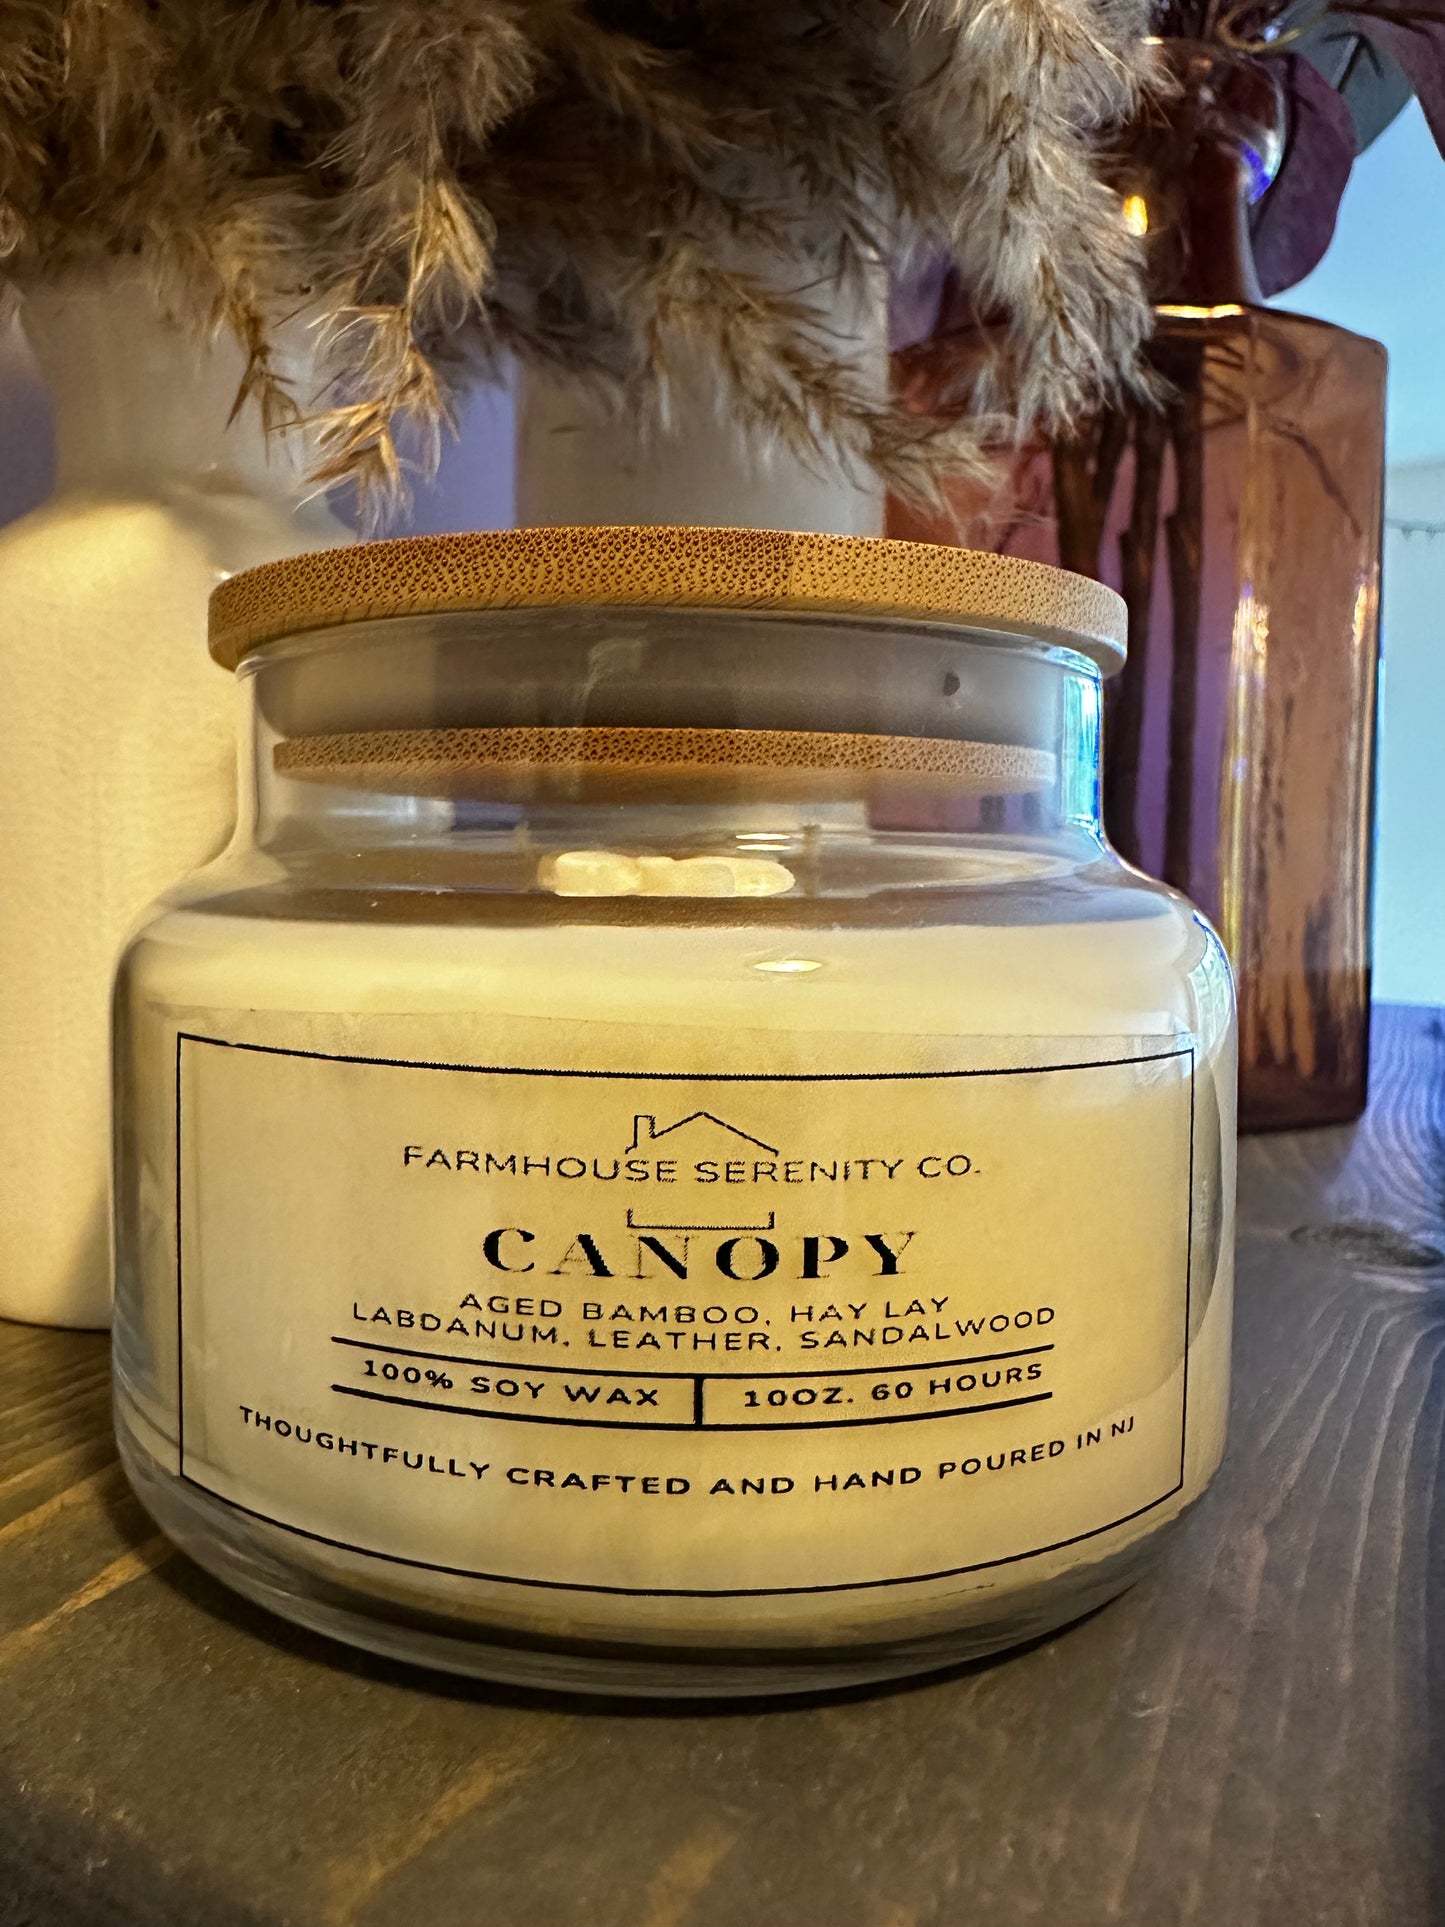 FARMHOUSE SERENITY CO.
CANOPY
AGED BAMBOO, HAY LAY
LABDANUM, LEATHER, SANDALWOOD
100% SOY WAX
10OZ. 60 HOURS
THOUGHTFULLY CRAFTED AND HAND POURED IN NJ